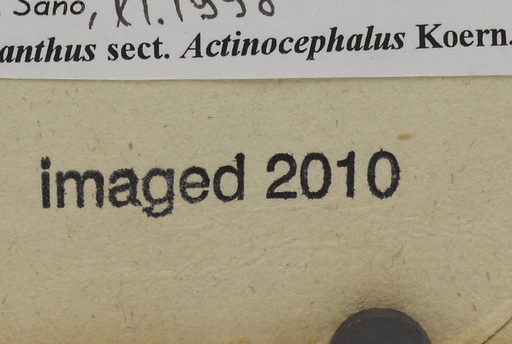 Sano, XI.1998
anthus sect. Actinocephalus Koern.
imaged 2010